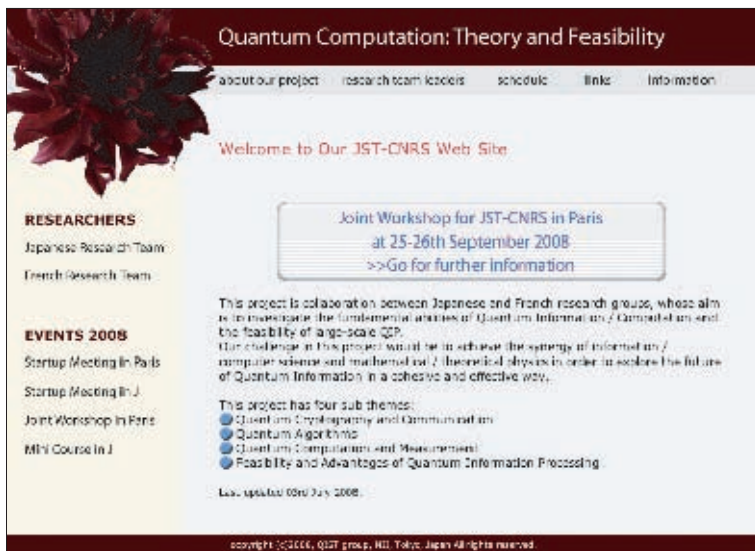 Quantum Computation: Theory and Feasibility
about our project research team leaders schedule links information
Welcome to Our JST-CNRS Web Site
Joint Workshop for JST-CNRS in Paris
at 25-26th September 2008
>>Go for further information
RESEARCHERS
Japanese Research Team
French Research Team
EVENTS 2008
Startup Meeting in Paris
Startup Meeting in J
Joint Workshop in Paris
Mini Course in J
This project is collaboration between Japanese and French research groups, whose aim
is to investigate the fundamental abilities of Quantum Information / Computation and
the feasibility of large-scale QIP.
Our challenge in this project would be to achieve the synergy of information /
computer science and mathematical / theoretical physics in order to explore the future
of Quantum Information in a cohesive and effective way.
This project has four sub themes:
Quantum Cryptography and Communication
Quantum Algorithms
Quantum Computation and Measurement
Feasibility and Advantages of Quantum Information Processing
Last updated 03rd July 2008.
copyright (c)2006, QIST group, NII, Tokyo, Japan All rights reserved.